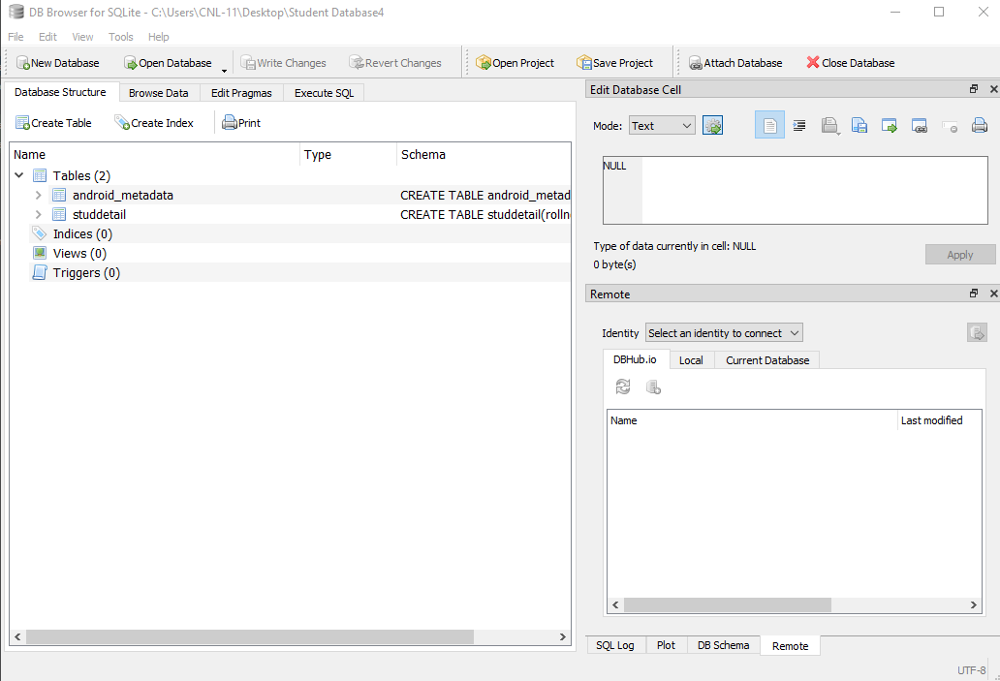 DB Browser for SQLite - C:\Users\CNL-11\Desktop\Student Database4
File Edit View Tools Help
New Database Open Database Write Changes Revert Changes Open Project Save Project Attach Database Close Database
Database Structure Browse Data Edit Pragmas Execute SQL
Create Table Create Index Print
Name Type Schema
Tables (2)
android_metadata CREATE TABLE android_metad
studdetail CREATE TABLE studdetail(rolln
Indices (0)
Views (0)
Triggers (0)
Edit Database Cell
Mode: Text
NULL
Type of data currently in cell: NULL
0 byte(s)
Apply
Remote
Identity Select an identity to connect
DBHub.io Local Current Database
Name Last modified
SQL Log Plot DB Schema Remote
UTF-8